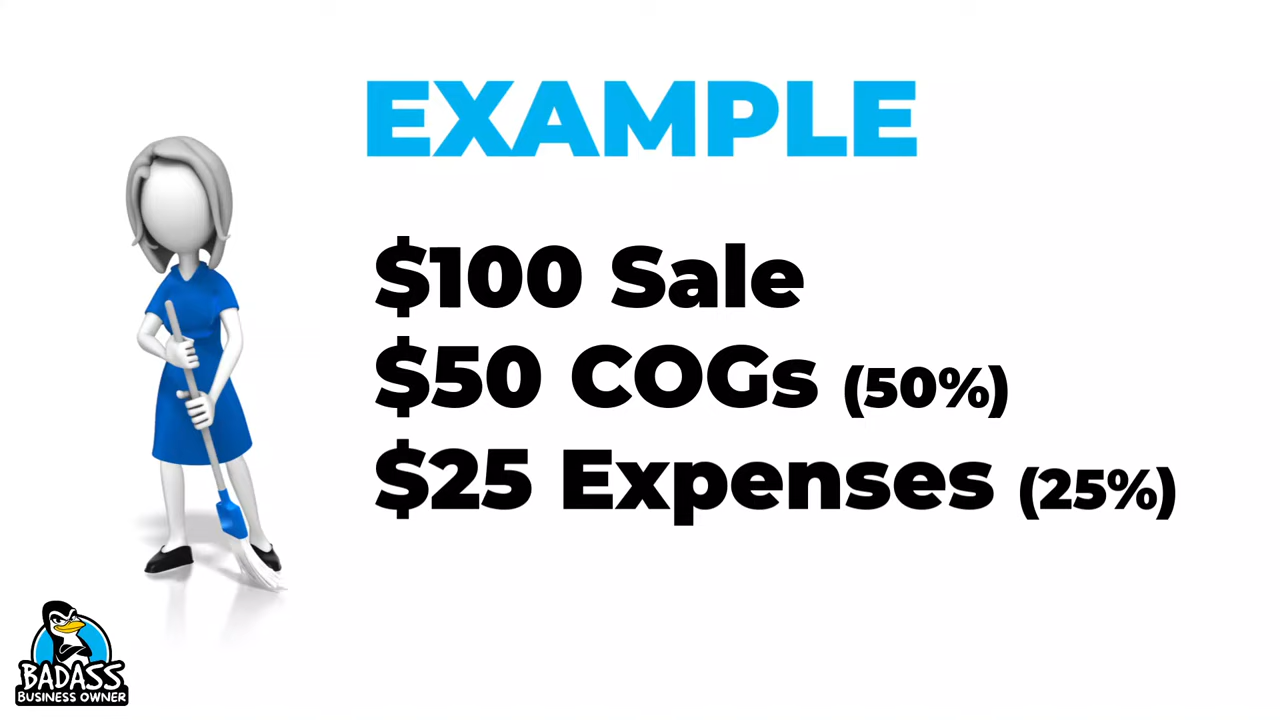 EXAMPLE
$100 Sale
$50 COGs (50%)
$25 Expenses (25%)
BADASS
BUSINESS OWNER